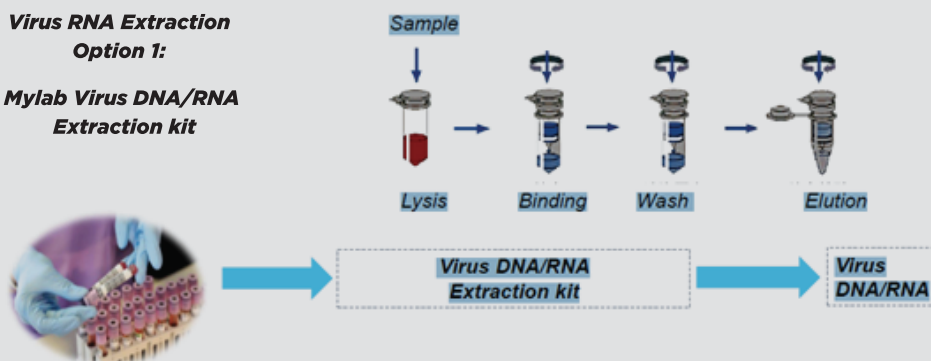 Virus RNA Extraction
Option 1:
Mylab Virus DNA/RNA
Extraction kit
Sample
Lysis
Binding
Wash
Elution
Virus DNA/RNA
Extraction kit
Virus
DNA/RNA